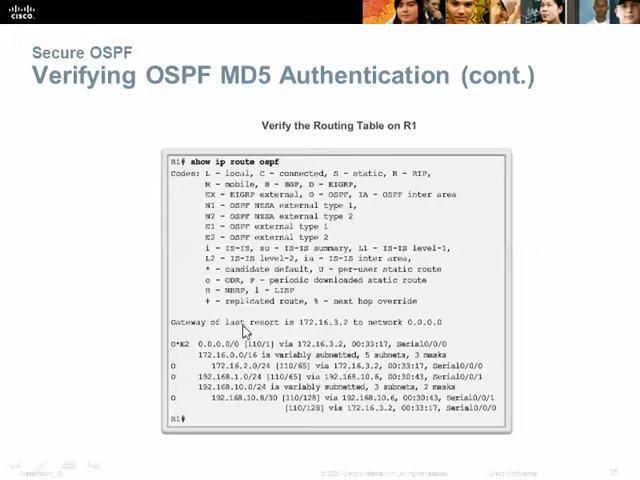 CISCO
Secure OSPF
Verifying OSPF MD5 Authentication (cont.)
Verify the Routing Table on R1
R1# show ip route ospf
Codes: L - local, C - connected, S - static, R - RIP,
M - mobile, B - BGP, D - EIGRP,
EX - EIGRP external, O - OSPF, IA - OSPF inter area
N1 - OSPF NSSA external type 1,
N2 - OSPF NSSA external type 2
E1 - OSPF external type 1
E2 - OSPF external type 2
i - IS-IS, su - IS-IS summary, L1 - IS-IS level-1,
L2 - IS-IS level-2, ia - IS-IS inter area,
* - candidate default, U - per-user static route
o - ODR, P - periodic downloaded static route
H - NHRP, l - LISP
+ - replicated route, % - next hop override
Gateway of last resort is 172.16.3.2 to network 0.0.0.0
O*E2 0.0.0.0/0 [110/1] via 172.16.3.2, 00:33:17, Serial0/0/0
172.16.0.0/16 is variably subnetted, 5 subnets, 3 masks
O 172.16.2.0/24 [110/65] via 172.16.3.2, 00:33:17, Serial0/0/0
O 192.168.1.0/24 [110/65] via 192.168.10.6, 00:30:43, Serial0/0/1
192.168.10.0/24 is variably subnetted, 3 subnets, 2 masks
O 192.168.10.8/30 [110/128] via 192.168.10.6, 00:30:43, Serial0/0/1
[110/128] via 172.16.3.2, 00:33:17, Serial0/0/0
R1#
Presentation_ID
Cisco Confidential